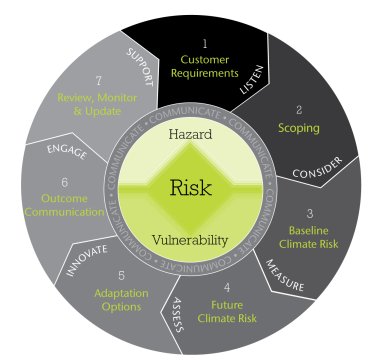 1
Customer
Requirements
LISTEN
2
Scoping
CONSIDER
3
Baseline
Climate Risk
MEASURE
4
Future
Climate Risk
ASSESS
5
Adaptation
Options
INNOVATE
6
Outcome
Communication
ENGAGE
7
Review, Monitor
& Update
SUPPORT
COMMUNICATE • COMMUNICATE • COMMUNICATE • COMMUNICATE • COMMUNICATE • COMMUNICATE • COMMUNICATE •
Hazard
Risk
Vulnerability